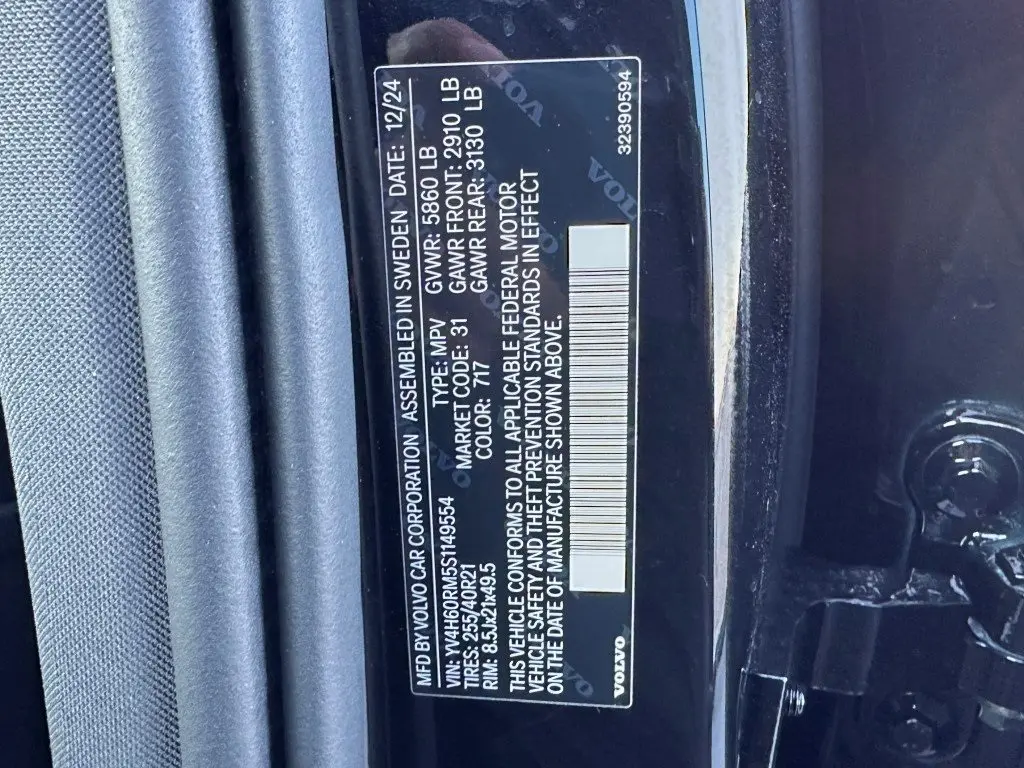 MFD BY VOLVO CAR CORPORATION ASSEMBLED IN SWEDEN DATE: 12/24
VIN: YV4H60RM5S1149554 TYPE: MPV GVWR: 5860 LB
TIRES: 255/40R21 MARKET CODE: 31 GAWR FRONT: 2910 LB
RIM: 8.5Jx21x49.5 COLOR: 717 GAWR REAR: 3130 LB
THIS VEHICLE CONFORMS TO ALL APPLICABLE FEDERAL MOTOR
VEHICLE SAFETY AND THEFT PREVENTION STANDARDS IN EFFECT
ON THE DATE OF MANUFACTURE SHOWN ABOVE.
VOLVO 32390594